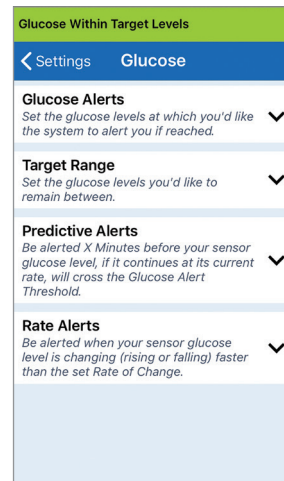 Glucose Within Target Levels
Settings Glucose
Glucose Alerts
Set the glucose levels at which you'd like
the system to alert you if reached.
Target Range
Set the glucose levels you'd like to
remain between.
Predictive Alerts
Be alerted X Minutes before your sensor
glucose level, if it continues at its current
rate, will cross the Glucose Alert
Threshold.
Rate Alerts
Be alerted when your sensor glucose
level is changing (rising or falling) faster
than the set Rate of Change.